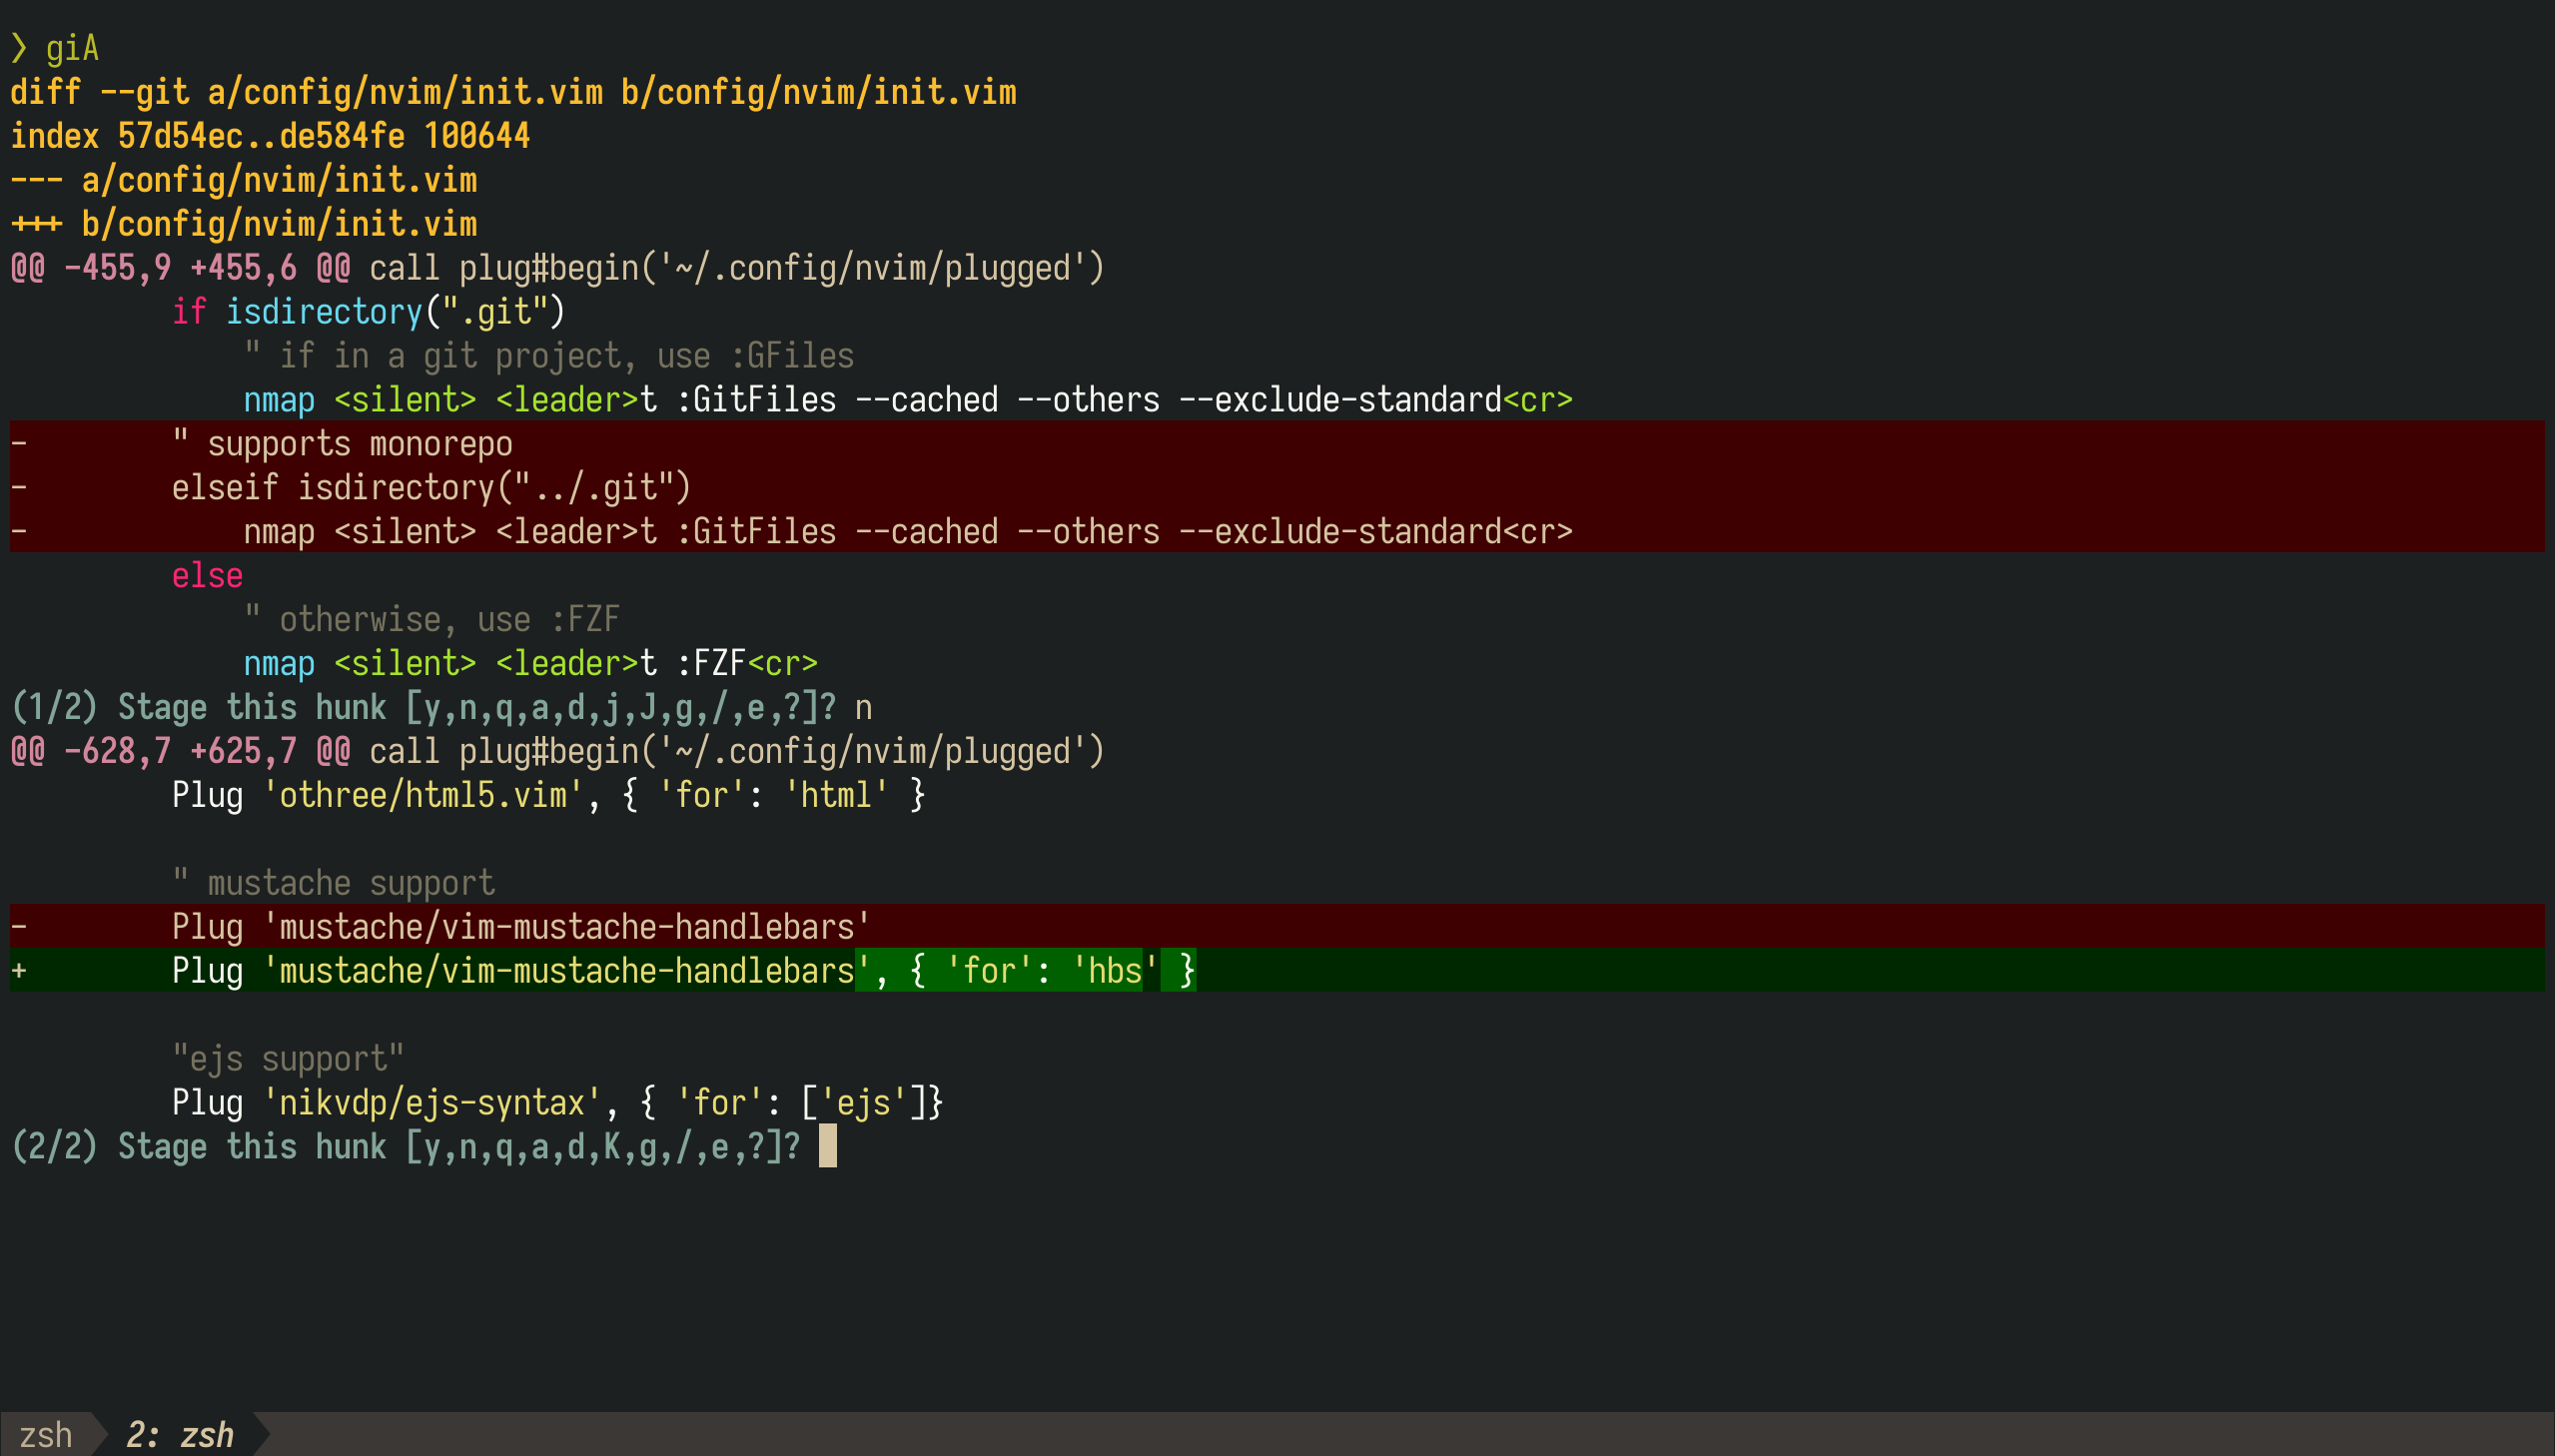 ❯ giA
diff --git a/config/nvim/init.vim b/config/nvim/init.vim
index 57d54ec..de584fe 100644
--- a/config/nvim/init.vim
+++ b/config/nvim/init.vim
@@ -455,9 +455,6 @@ call plug#begin('~/.config/nvim/plugged')
         if isdirectory(".git")
             " if in a git project, use :GFiles
             nmap <silent> <leader>t :GitFiles --cached --others --exclude-standard<cr>
-        " supports monorepo
-        elseif isdirectory("../.git")
-            nmap <silent> <leader>t :GitFiles --cached --others --exclude-standard<cr>
         else
             " otherwise, use :FZF
             nmap <silent> <leader>t :FZF<cr>
(1/2) Stage this hunk [y,n,q,a,d,j,J,g,/,e,?]? n
@@ -628,7 +625,7 @@ call plug#begin('~/.config/nvim/plugged')
         Plug 'othree/html5.vim', { 'for': 'html' }
         " mustache support
-        Plug 'mustache/vim-mustache-handlebars'
+        Plug 'mustache/vim-mustache-handlebars', { 'for': 'hbs' }
         "ejs support"
         Plug 'nikvdp/ejs-syntax', { 'for': ['ejs']}
(2/2) Stage this hunk [y,n,q,a,d,K,g,/,e,?]?
zsh 2: zsh